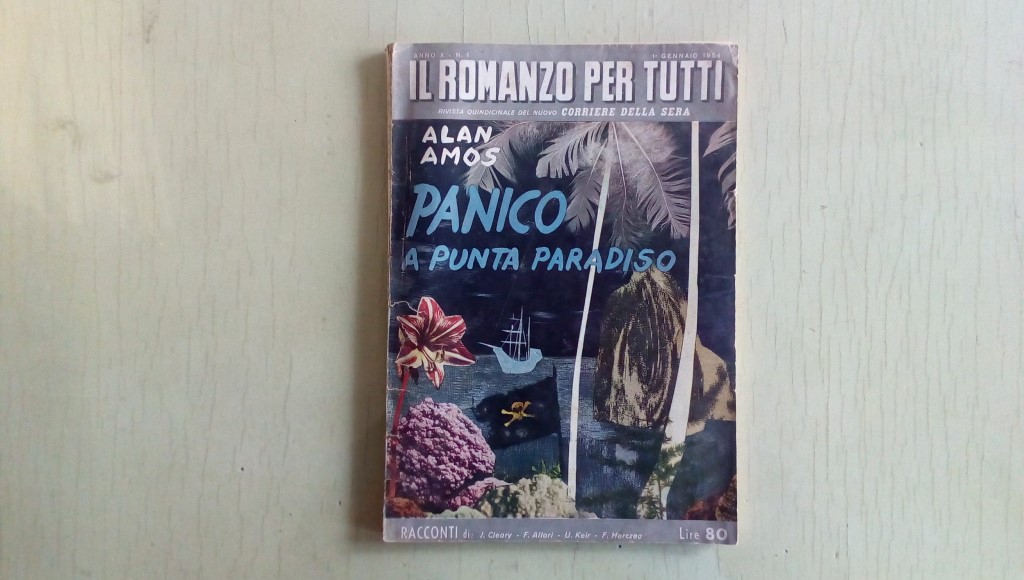 ANNO X - N. 1
1° GENNAIO 1954
IL ROMANZO PER TUTTI
RIVISTA QUINDICINALE DEL NUOVO CORRIERE DELLA SERA
ALAN
AMOS
PANICO
A PUNTA PARADISO
RACCONTI di: J. Cleary - F. Allori - U. Keir - F. Herczeg
Lire 80